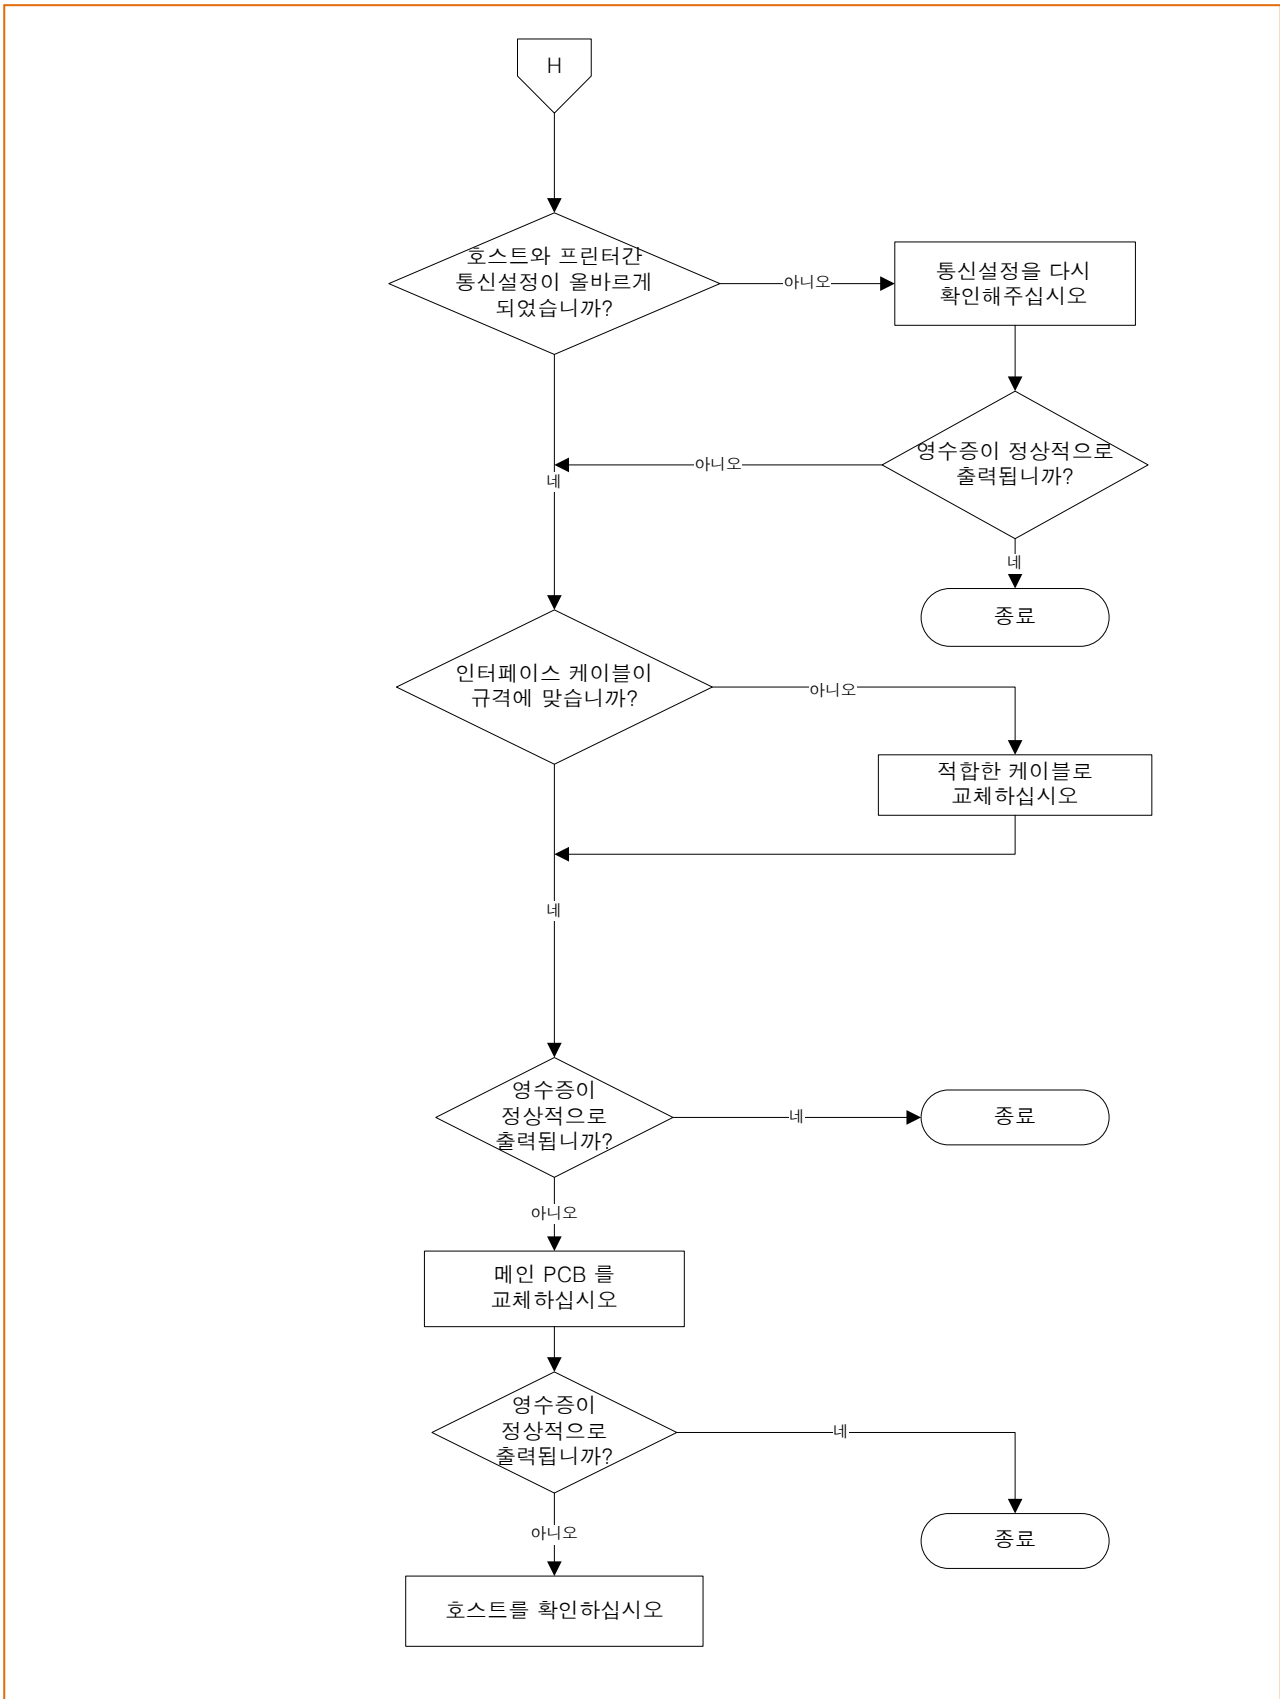 H
호스트와 프린터간
통신설정이 올바르게
되었습니까?
아니오
통신설정을 다시
확인해주십시오
영수증이 정상적으로
출력됩니까?
아니오
네
네
종료
인터페이스 케이블이
규격에 맞습니까?
아니오
적합한 케이블로
교체하십시오
네
영수증이
정상적으로
출력됩니까?
네
종료
아니오
메인 PCB 를
교체하십시오
영수증이
정상적으로
출력됩니까?
네
종료
아니오
호스트를 확인하십시오